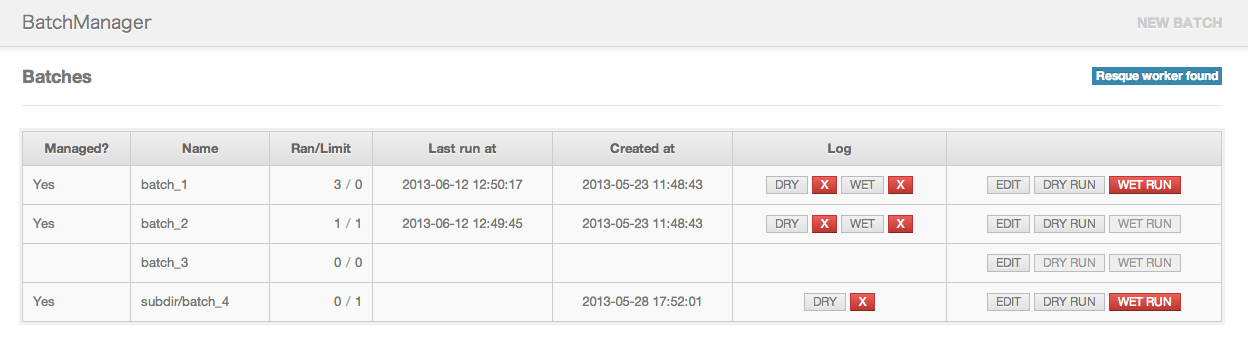 BatchManager NEW BATCH
Batches Resque worker found
Managed? Name Ran/Limit Last run at Created at Log
Yes batch_1 3 / 0 2013-06-12 12:50:17 2013-05-23 11:48:43 DRY X WET X EDIT DRY RUN WET RUN
Yes batch_2 1 / 1 2013-06-12 12:49:45 2013-05-23 11:48:43 DRY X WET X EDIT DRY RUN WET RUN
batch_3 0 / 0 EDIT DRY RUN WET RUN
Yes subdir/batch_4 0 / 1 2013-05-28 17:52:01 DRY X EDIT DRY RUN WET RUN